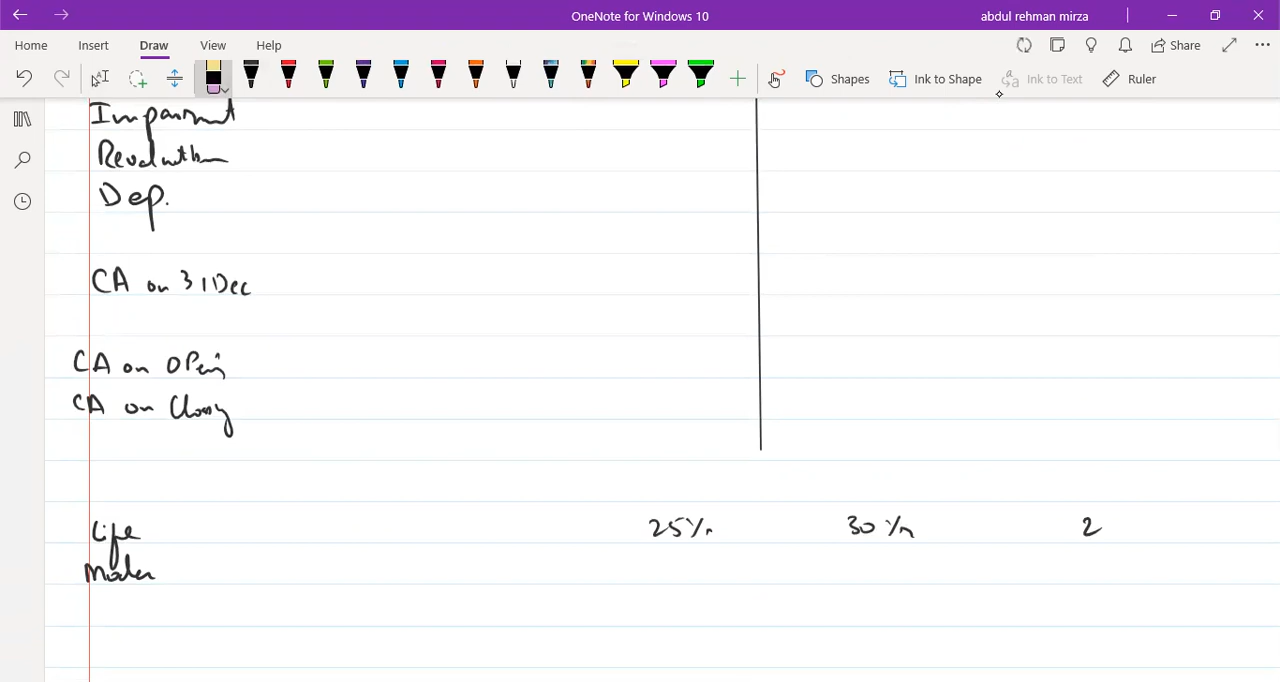 OneNote for Windows 10
abdul rehman mirza
Home Insert Draw View Help
Share
Shapes Ink to Shape Ink to Text Ruler
Impairment
Revaluation
Dep.
CA on 31 Dec
CA on Opening
CA on Closing
Life 25% 30% 2